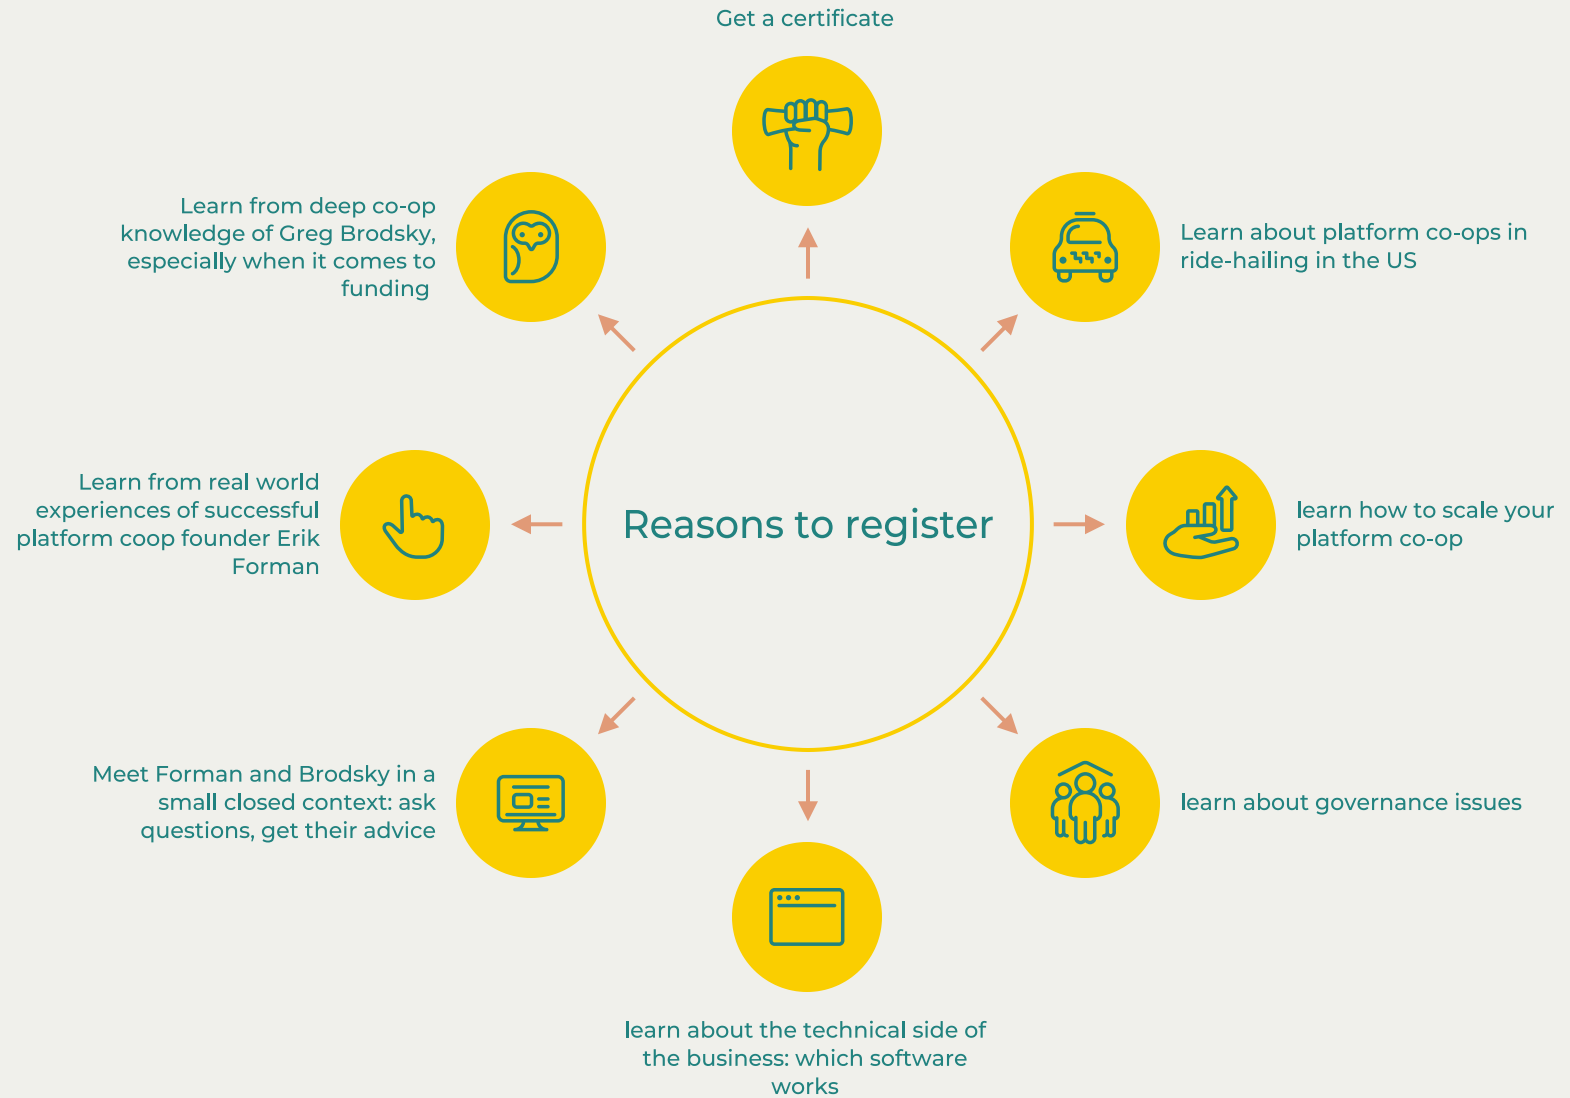 Get a certificate
Learn from deep co-op
knowledge of Greg Brodsky,
especially when it comes to
funding
Learn about platform co-ops in
ride-hailing in the US
Learn from real world
experiences of successful
platform coop founder Erik
Forman
Reasons to register
learn how to scale your
platform co-op
Meet Forman and Brodsky in a
small closed context: ask
questions, get their advice
learn about governance issues
learn about the technical side of
the business: which software
works